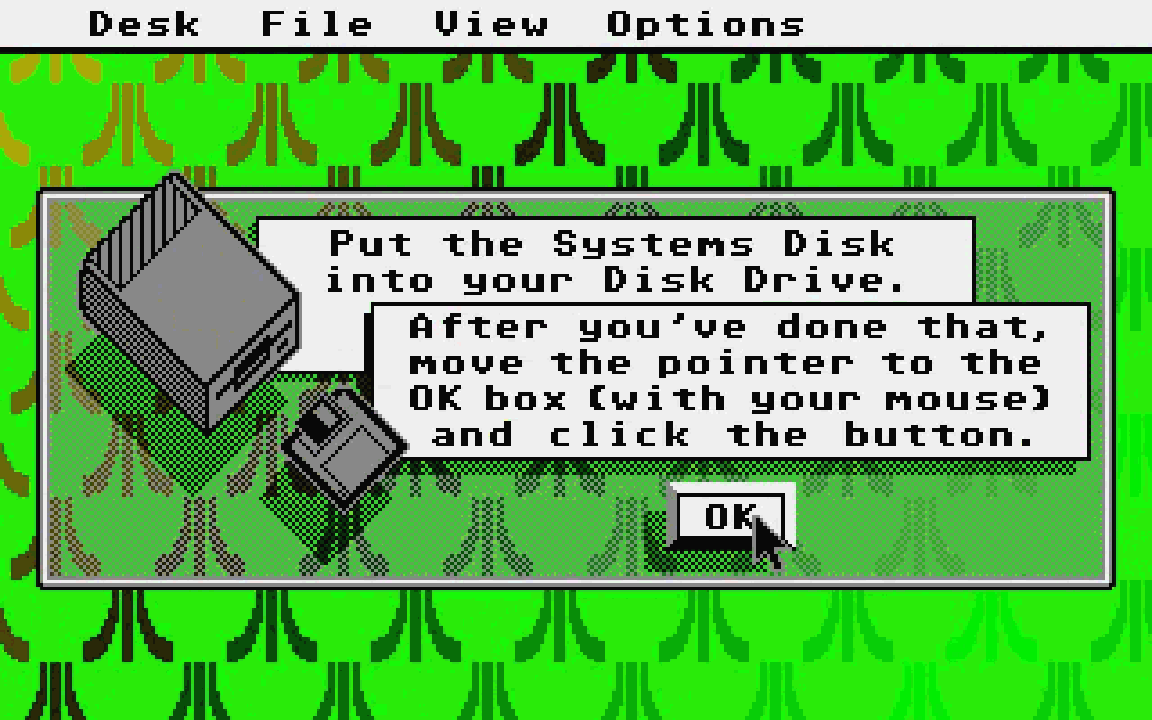 Desk File View Options
Put the Systems Disk
into your Disk Drive.
After you've done that,
move the pointer to the
OK box (with your mouse)
and click the button.
OK